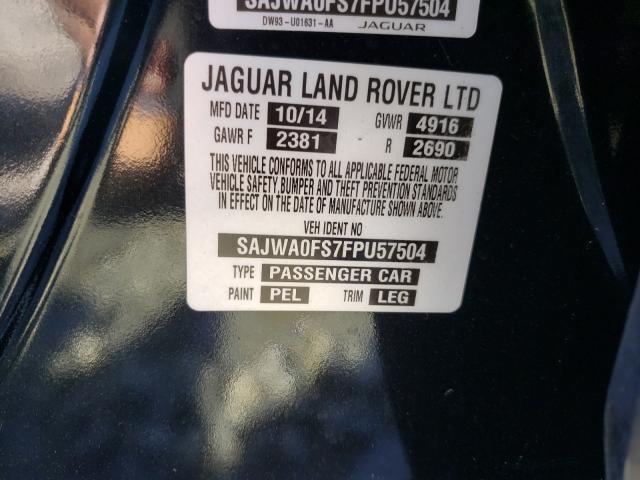 SAJWA0FS7FPU57504
DW93-U01631-AA JAGUAR
JAGUAR LAND ROVER LTD
MFD DATE 10/14 GVWR 4916
GAWR F 2381 R 2690
THIS VEHICLE CONFORMS TO ALL APPLICABLE FEDERAL MOTOR
VEHICLE SAFETY, BUMPER AND THEFT PREVENTION STANDARDS
IN EFFECT ON THE DATE OF MANUFACTURE SHOWN ABOVE.
VEH IDENT NO
SAJWA0FS7FPU57504
TYPE PASSENGER CAR
PAINT PEL TRIM LEG